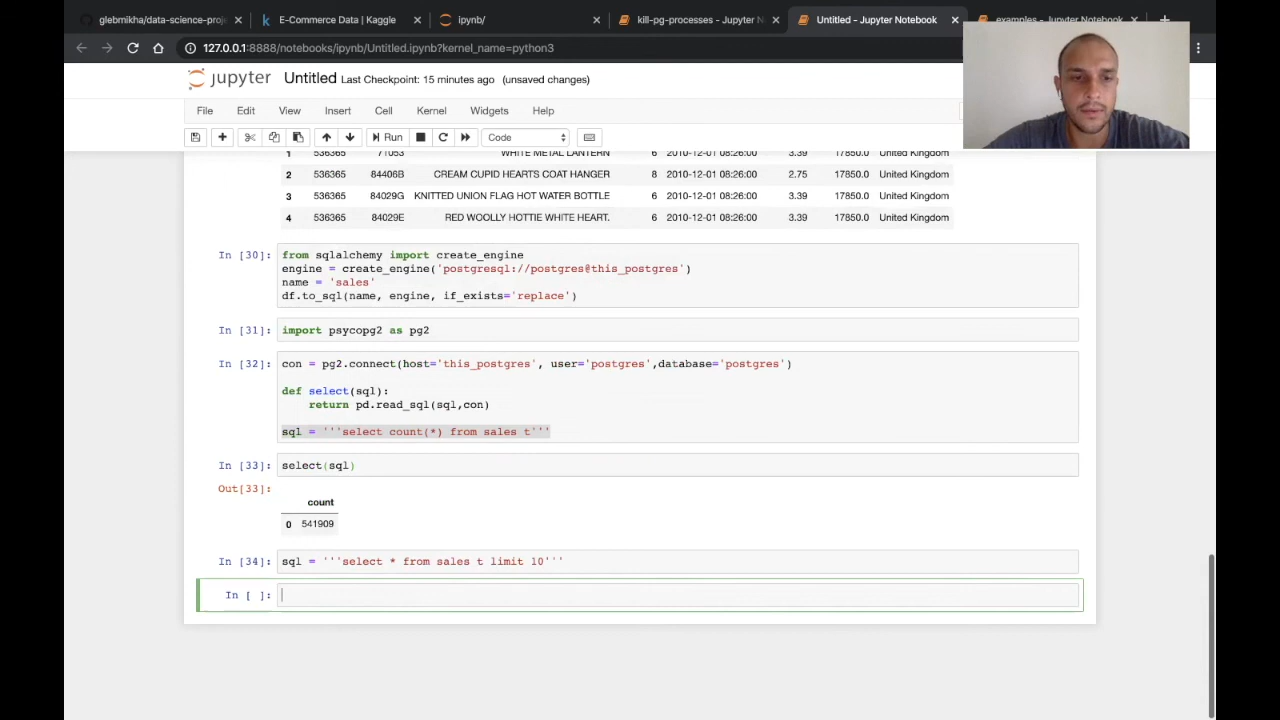 glebmikha/data-science-proj
E-Commerce Data | Kaggle
ipynb/
kill-pg-processes - Jupyter N
Untitled - Jupyter Notebook
examples - Jupyter Notebook
127.0.0.1:8888/notebooks/ipynb/Untitled.ipynb?kernel_name=python3
jupyter Untitled Last Checkpoint: 15 minutes ago (unsaved changes)
File Edit View Insert Cell Kernel Widgets Help
Run Code
1 536365 71053 WHITE METAL LANTERN 6 2010-12-01 08:26:00 3.39 17850.0 United Kingdom
2 536365 84406B CREAM CUPID HEARTS COAT HANGER 8 2010-12-01 08:26:00 2.75 17850.0 United Kingdom
3 536365 84029G KNITTED UNION FLAG HOT WATER BOTTLE 6 2010-12-01 08:26:00 3.39 17850.0 United Kingdom
4 536365 84029E RED WOOLLY HOTTIE WHITE HEART. 6 2010-12-01 08:26:00 3.39 17850.0 United Kingdom
In [30]: from sqlalchemy import create_engine
engine = create_engine('postgresql://postgres@this_postgres')
name = 'sales'
df.to_sql(name, engine, if_exists='replace')
In [31]: import psycopg2 as pg2
In [32]: con = pg2.connect(host='this_postgres', user='postgres',database='postgres')
def select(sql):
return pd.read_sql(sql,con)
sql = '''select count(*) from sales t'''
In [33]: select(sql)
Out[33]:
count
0 541909
In [34]: sql = '''select * from sales t limit 10'''
In [ ]: